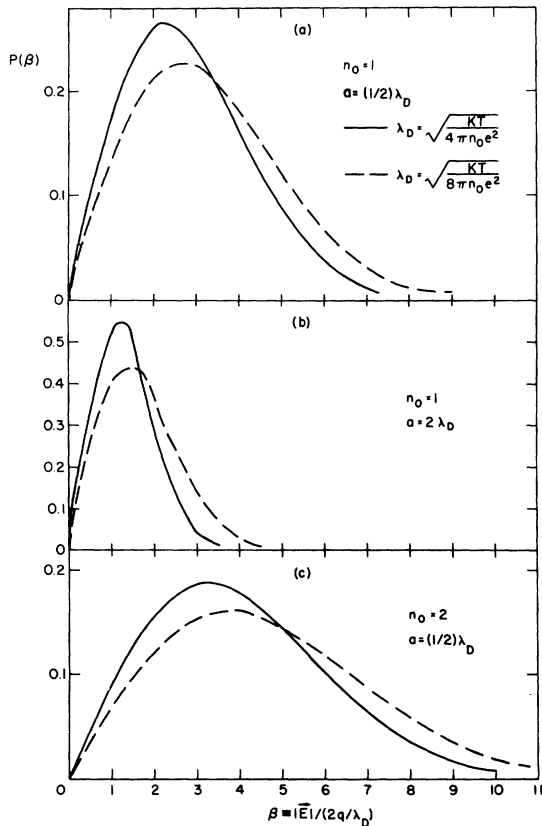 (a)
P(β)
n₀ = 1
0.2
a = (1/2) λ_D
λ_D = √(KT / 4πn₀e²)
λ_D = √(KT / 8πn₀e²)
0.1
0
(b)
0.5
0.4
n₀ = 1
a = 2 λ_D
0.3
0.2
0.1
0
(c)
0.2
n₀ = 2
a = (1/2) λ_D
0.1
0 1 2 3 4 5 6 7 8 9 10 11
β ≡ |E⃗|/(2q/λ_D)